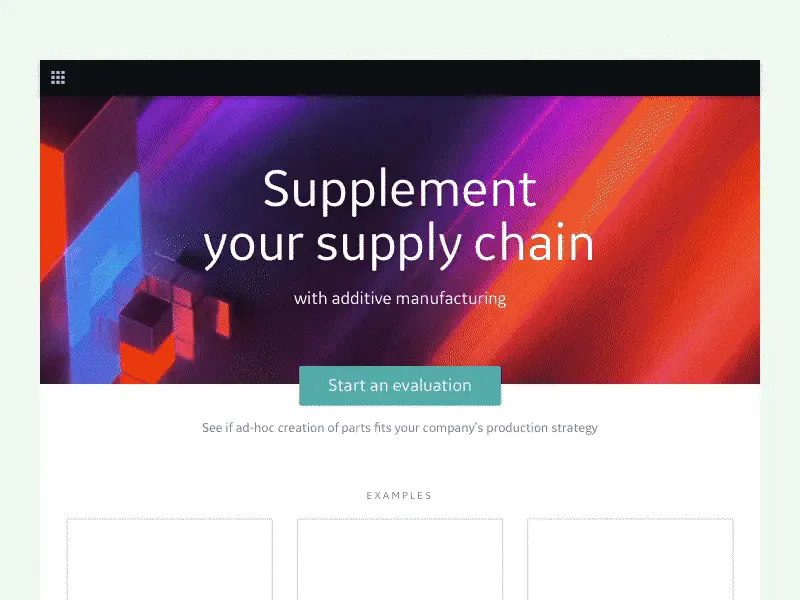 Supplement
your supply chain
with additive manufacturing
Start an evaluation
See if ad-hoc creation of parts fits your company's production strategy
EXAMPLES